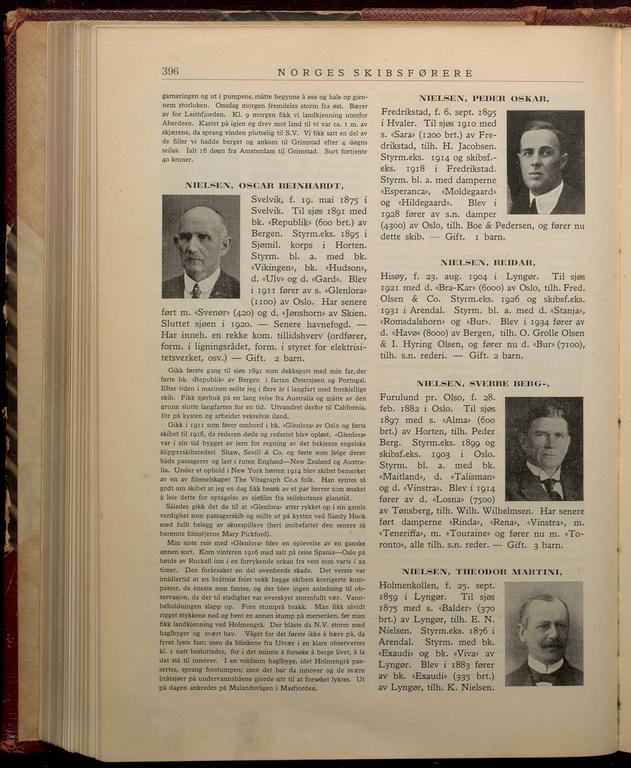 396
NORGES SKIBSFØRERE
garneringen og ut i pumpene, måtte begynne å øse og hale op gjen-
nem storluken. Onsdag morgen fremdeles storm fra øst. Bærer
av for Leithfjorden. Kl. 9 morgen fikk vi landkjenning utenfor
Aberdeen. Kastet på igjen og drev mot land til vi var ca. 1 m. av
skjærene, da sprang vinden plutselig til S.V. Vi fikk satt en del av
de filler vi hadde berget og ankom til Grimstad efter 4 døgns
seilas. Ialt 16 døgn fra Amsterdam til Grimstad. Surt fortjente
40 kroner.
NIELSEN, OSCAR REINHARDT,
Svelvik, f. 19. mai 1875 i
Svelvik. Til sjøs 1891 med
bk. «Republik» (600 brt.) av
Bergen. Styrm.eks. 1895 i
Sjømil. korps i Horten.
Styrm. bl. a. med bk.
«Vikingen», bk. «Hudson»,
d. «Ulv» og d. «Gard». Blev
i 1911 fører av s. «Glenlora»
(1100) av Oslo. Har senere
ført m. «Svenør» (420) og d. «Jønshorn» av Skien.
Sluttet sjøen i 1920. — Senere havnefogd. —
Har inneh. en rekke kom. tillidshverv (ordfører,
form. i ligningsrådet, form. i styret for elektrisi-
tetsverket, osv.) — Gift. 2 barn.
Gikk første gang til sjøs 1891 som dekksgutt med min far, der
førte bk. «Republik» av Bergen i farten Østersjøen og Portugal.
Efter tiden i marinen seilte jeg i flere år i langfart med forskjellige
skib. Fikk sjørbuk på en lang reise fra Australia og måtte av den
grunn slutte langfarten for en tid. Utvandret derfor til California,
fór på kysten og arbeidet vekselvis iland.
Gikk i 1911 som fører ombord i bk. «Glenlora» av Oslo og førte
skibet til 1916, da rederen døde og rederiet blev opløst. «Glenlora»
var i sin tid bygget av jern for regning av det bekjente engelske
klipperskibsrederi Shaw, Sevill & Co. og førte som følge derav
både passagerer og last i ruten England—New Zealand og Austra-
lia. Under et ophold i New York høsten 1914 blev skibet bemerket
av en av filmselskapet The Vitagraph Co.s folk. Han syntes så
godt om skibet at jeg en dag fikk besøk av et par herrer som ønsket
å leie dette for optagelse av sjøfilm fra seilskutenes glanstid.
Således gikk det da til at «Glenlora» atter rykket op i sin gamle
verdighet som passagerskib og seilte ut på kysten ved Sandy Hook
med fullt belegg av skuespillere (heri innbefattet den senere så
berømte filmstjerne Mary Pickford).
Min siste reis med «Glenlora» blev en oplevelse av en ganske
annen sort. Kom vinteren 1916 med salt på reise Spania—Oslo på
høide av Rockall inn i en forrykende orkan fra vest som varte i 22
timer. Den forårsaket en del ovenbords skade. Det verste var
imidlertid at en bråttsjø feiet vekk begge skibets korrigerte kom-
passer, de eneste som fantes, og der blev ingen anledning til ob-
servasjon, da der til stadighet var overskyet stormfullt vær. Vann-
beholdningen slapp op. Fore stumprå brakk. Man fikk såvidt
rigget stykkene ned og bent en annen stump på merseråen, før man
fikk landkjenning ved Holmengrå. Der blåste da N.V. storm med
haglbyger og svært hav. Våget for det første ikke å bære på, da
fyret lyste fast; men da blinkene fra Utvær i en klare observertes
kl. 1 natt besluttedes, for i det minste å forsøke å berge livet, å la
det stå til innover. I en voldsom haglbyge, idet Holmengrå pas-
sertes, sprang forstumpen; men det bar da innover og de svære
bråtsjøer på undervannsbåene gjorde sitt til at forsøket lyktes. Ut
på dagen ankredes på Malandsvågen i Masfjorden.
NIELSEN, PEDER OSKAR,
Fredrikstad, f. 6. sept. 1895
i Hvaler. Til sjøs 1910 med
s. «Sara» (1200 brt.) av Fre-
drikstad, tilh. H. Jacobsen.
Styrm.eks. 1914 og skibsf.-
eks. 1918 i Fredrikstad.
Styrm. bl. a. med damperne
«Esperanca», «Moldegaard»
og «Hildegaard». Blev i
1928 fører av s.n. damper
(4300) av Oslo, tilh. Boe & Pedersen, og fører nu
dette skib. — Gift. 1 barn.
NIELSEN, REIDAR,
Hisøy, f. 23. aug. 1904 i Lyngør. Til sjøs
1921 med d. «Bra-Kar» (6000) av Oslo, tilh. Fred.
Olsen & Co. Styrm.eks. 1926 og skibsf.eks.
1931 i Arendal. Styrm. bl. a. med d. «Stanja»,
«Romsdalshorn» og «Bur». Blev 1934 fører av
d. «Havø» (8000) av Bergen, tilh. O. Grolle Olsen
& I. Hyring Olsen, og fører nu d. «Bur» (7100),
tilh. s.n. rederi. — Gift. 2 barn.
NIELSEN, SVERRE BERG-,
Furulund pr. Olso, f. 28.
feb. 1882 i Oslo. Til sjøs
1897 med s. «Alma» (600
brt.) av Horten, tilh. Peder
Berg. Styrm.eks. 1899 og
skibsf.eks. 1903 i Oslo.
Styrm. bl. a. med bk.
«Maitland», d. «Talisman»
og d. «Vinstra». Blev i 1914
fører av d. «Losna» (7500)
av Tønsberg, tilh. Wilh. Wilhelmsen. Har senere
ført damperne «Rinda», «Rena», «Vinstra», m.
«Teneriffa», m. «Touraine» og fører nu m. «To-
ronto», alle tilh. s.n. reder. — Gift. 3 barn.
NIELSEN, THEODOR MARTINI,
Holmenkollen, f. 25. sept.
1859 i Lyngør. Til sjøs
1875 med s. «Balder» (370
brt.) av Lyngør, tilh. E. N.
Nielsen. Styrm.eks. 1876 i
Arendal. Styrm. med bk.
«Exaudi» og bk. «Viva» av
Lyngør. Blev i 1883 fører
av bk. «Exaudi» (335 brt.)
av Lyngør, tilh. K. Nielsen.